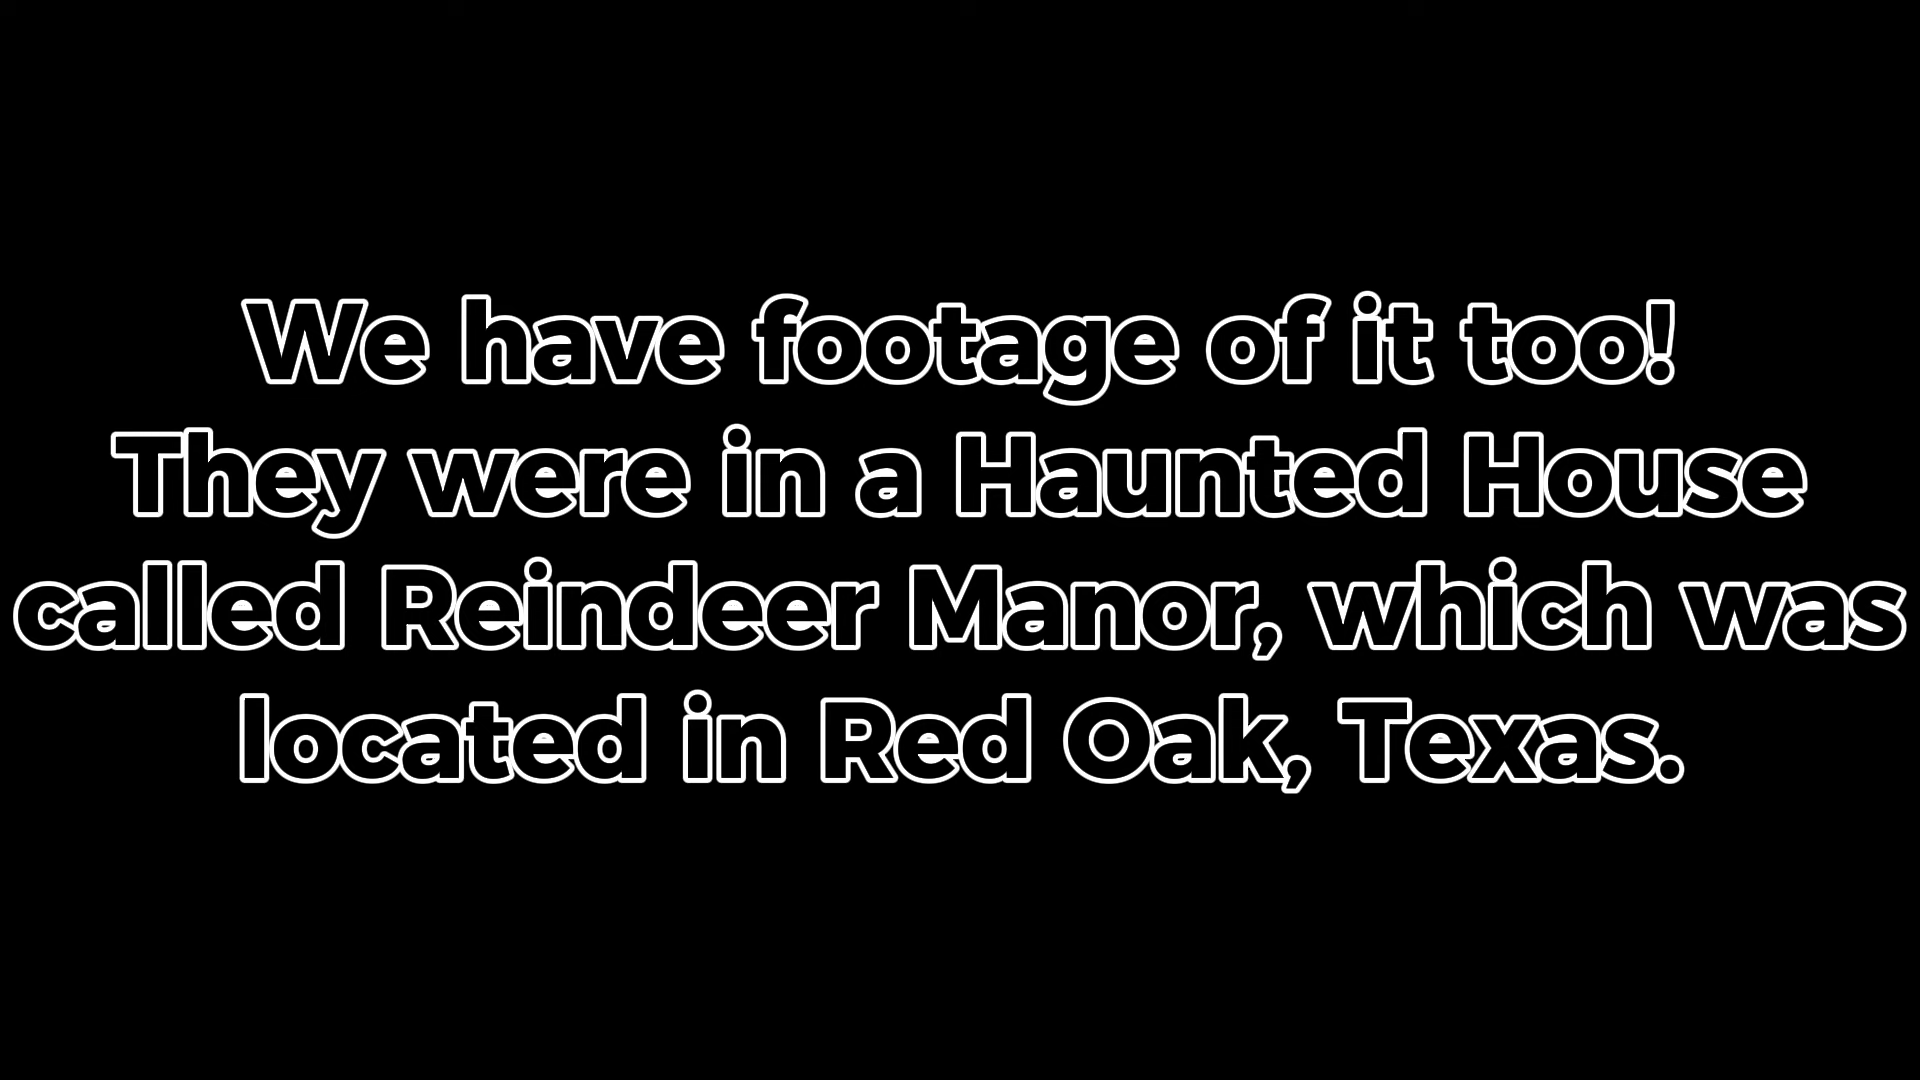 We have footage of it too!
They were in a Haunted House
called Reindeer Manor, which was
located in Red Oak, Texas.